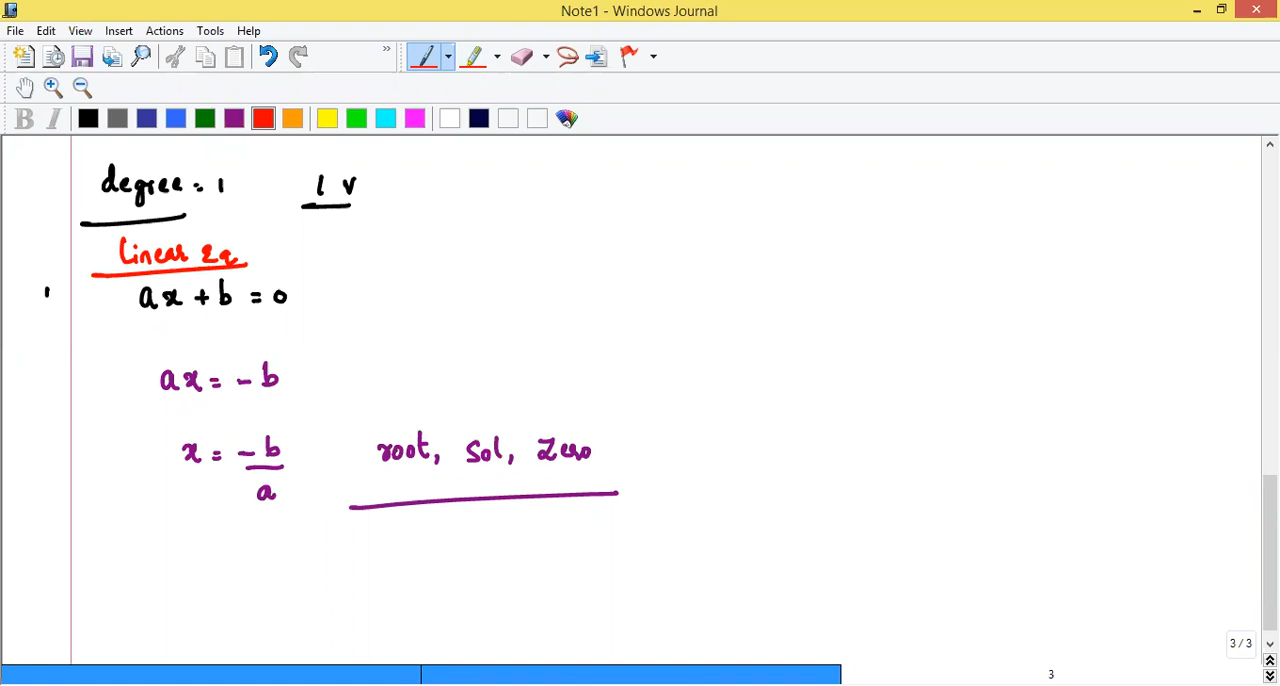 Note1 - Windows Journal
File Edit View Insert Actions Tools Help
degree = 1 1 v
Linear Eq
ax + b = 0
ax = - b
x = - b / a root, Sol, Zero
3 / 3
3